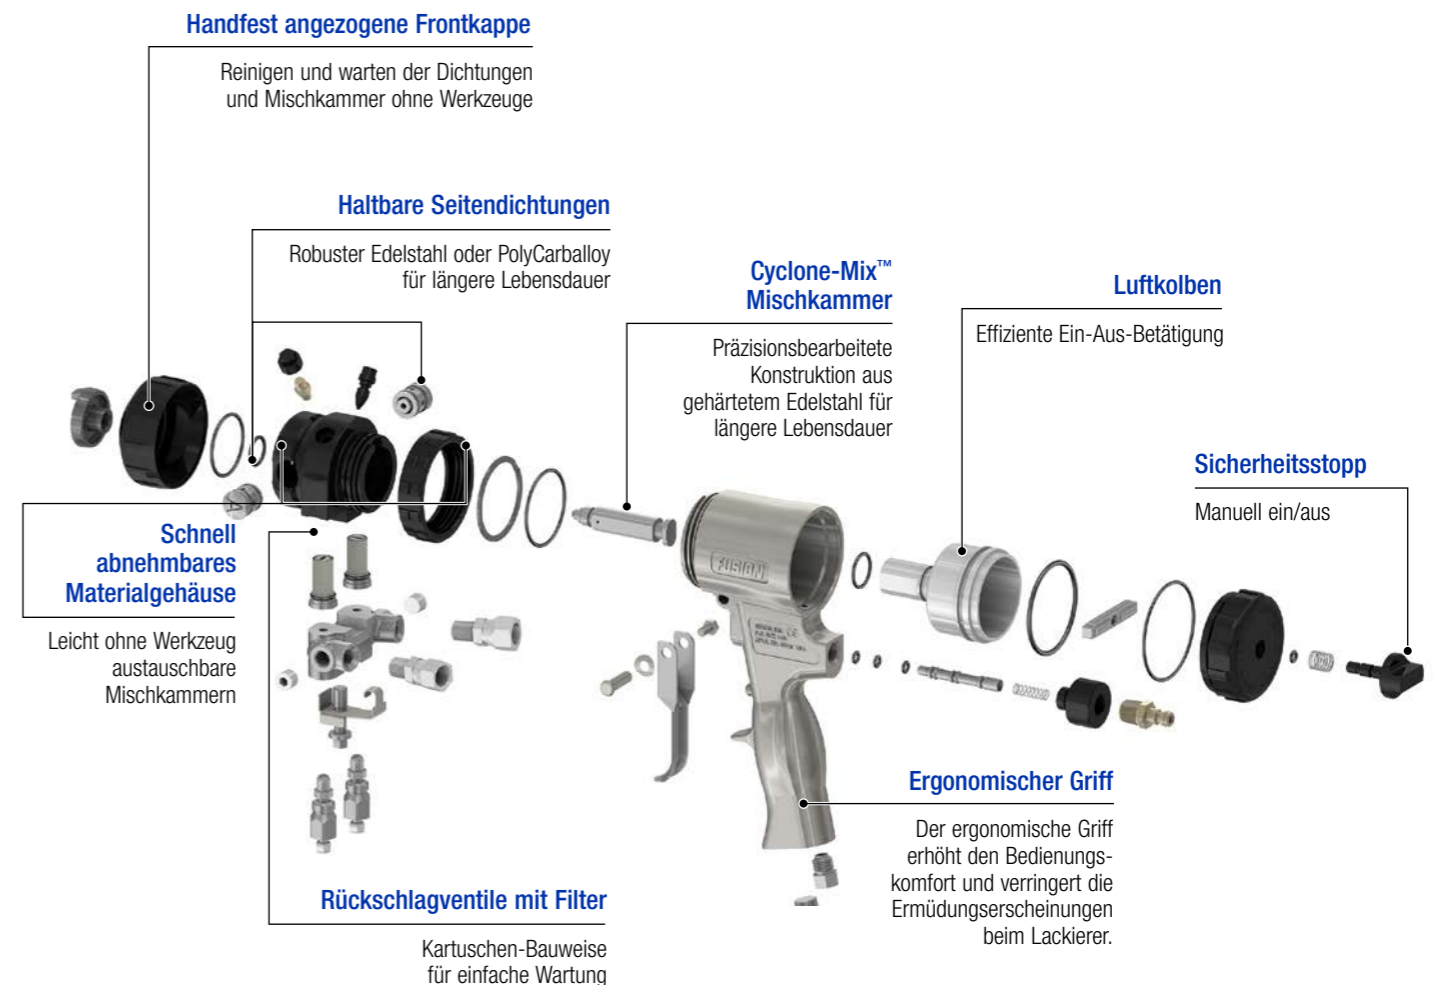 Handfest angezogene Frontkappe
Reinigen und warten der Dichtungen
und Mischkammer ohne Werkzeuge
Haltbare Seitendichtungen
Robuster Edelstahl oder PolyCarballoy
für längere Lebensdauer
Cyclone-Mix™
Mischkammer
Präzisionsbearbeitete
Konstruktion aus
gehärtetem Edelstahl für
längere Lebensdauer
Luftkolben
Effiziente Ein-Aus-Betätigung
Sicherheitsstopp
Manuell ein/aus
Schnell
abnehmbares
Materialgehäuse
Leicht ohne Werkzeug
austauschbare
Mischkammern
FUSION
Ergonomischer Griff
Der ergonomische Griff
erhöht den Bedienungs-
komfort und verringert die
Ermüdungserscheinungen
beim Lackierer.
Rückschlagventile mit Filter
Kartuschen-Bauweise
für einfache Wartung